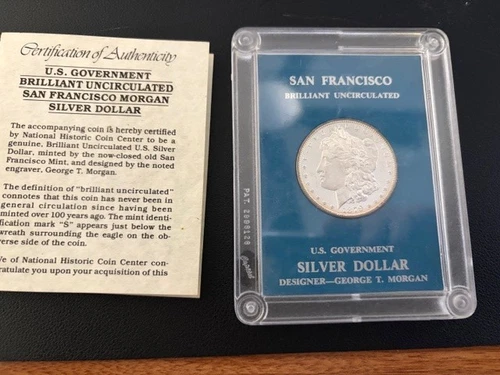 Certification of Authenticity
U.S. GOVERNMENT
BRILLIANT UNCIRCULATED
SAN FRANCISCO MORGAN
SILVER DOLLAR
The accompanying coin is hereby certified
by National Historic Coin Center to be a
genuine, Brilliant Uncirculated U.S. Silver
Dollar, minted by the now-closed old San
Francisco Mint, and designed by the noted
engraver, George T. Morgan.
The definition of "brilliant uncirculated"
connotes that this coin has never been in
general circulation since having been
minted over 100 years ago. The mint identi-
fication mark "S" appears just below the
wreath surrounding the eagle on the ob-
verse side of the coin.
We of National Historic Coin Center con-
gratulate you upon your acquisition of this
SAN FRANCISCO
BRILLIANT UNCIRCULATED
U.S. GOVERNMENT
SILVER DOLLAR
DESIGNER—GEORGE T. MORGAN